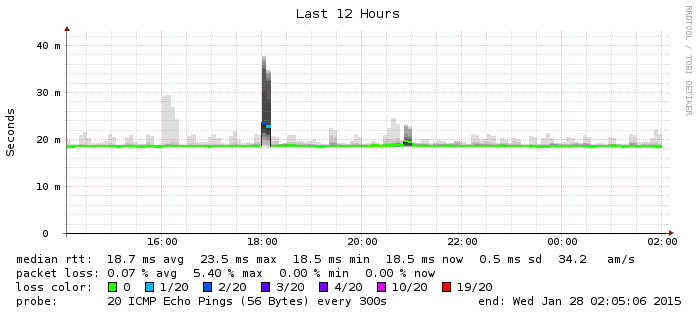 Last 12 Hours
RRDTOOL / TOBI OETIKER
Seconds
40 m
30 m
20 m
10 m
0
16:00 18:00 20:00 22:00 00:00 02:00
median rtt: 18.7 ms avg 23.5 ms max 18.5 ms min 18.5 ms now 0.5 ms sd 34.2 am/s
packet loss: 0.07 % avg 5.40 % max 0.00 % min 0.00 % now
loss color: 0 1/20 2/20 3/20 4/20 10/20 19/20
probe: 20 ICMP Echo Pings (56 Bytes) every 300s end: Wed Jan 28 02:05:06 2015